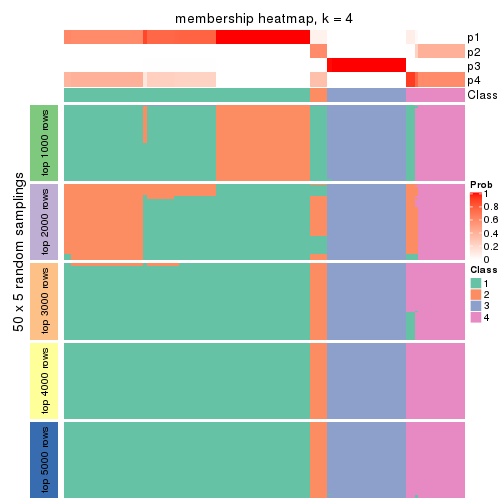 membership heatmap, k = 4
p1
p2
p3
p4
Class
50 x 5 random samplings
top 1000 rows
top 2000 rows
top 3000 rows
top 4000 rows
top 5000 rows
Prob
1
0.8
0.6
0.4
0.2
0
Class
1
2
3
4